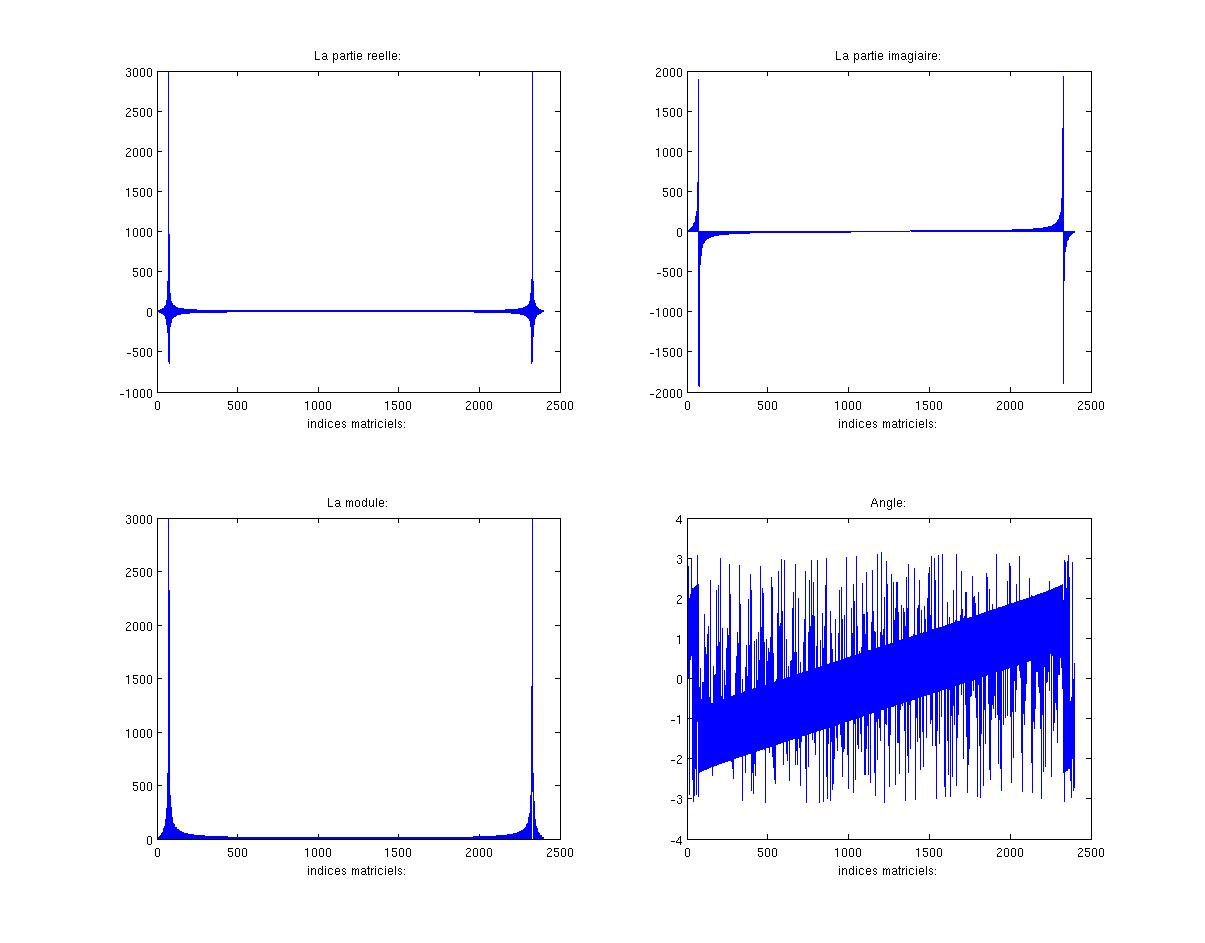 La partie reelle:
3000
2500
2000
1500
1000
500
0
-500
-1000
0 500 1000 1500 2000 2500
indices matriciels:
La partie imagiaire:
2000
1500
1000
500
0
-500
-1000
-1500
-2000
0 500 1000 1500 2000 2500
indices matriciels:
La module:
3000
2500
2000
1500
1000
500
0
0 500 1000 1500 2000 2500
indices matriciels:
Angle:
4
3
2
1
0
-1
-2
-3
-4
0 500 1000 1500 2000 2500
indices matriciels: